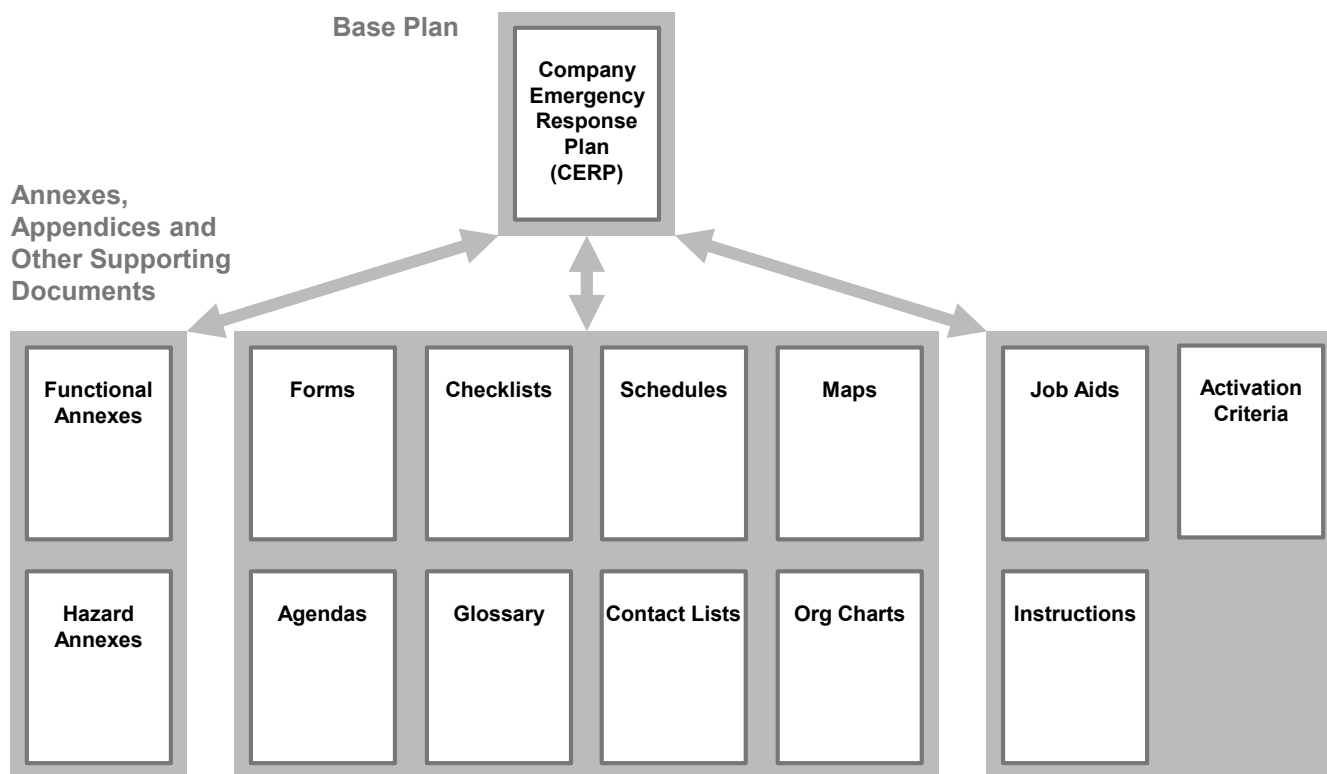 Base Plan
Company
Emergency
Response
Plan
(CERP)
Annexes,
Appendices and
Other Supporting
Documents
Functional
Annexes
Forms
Checklists
Schedules
Maps
Job Aids
Activation
Criteria
Hazard
Annexes
Agendas
Glossary
Contact Lists
Org Charts
Instructions